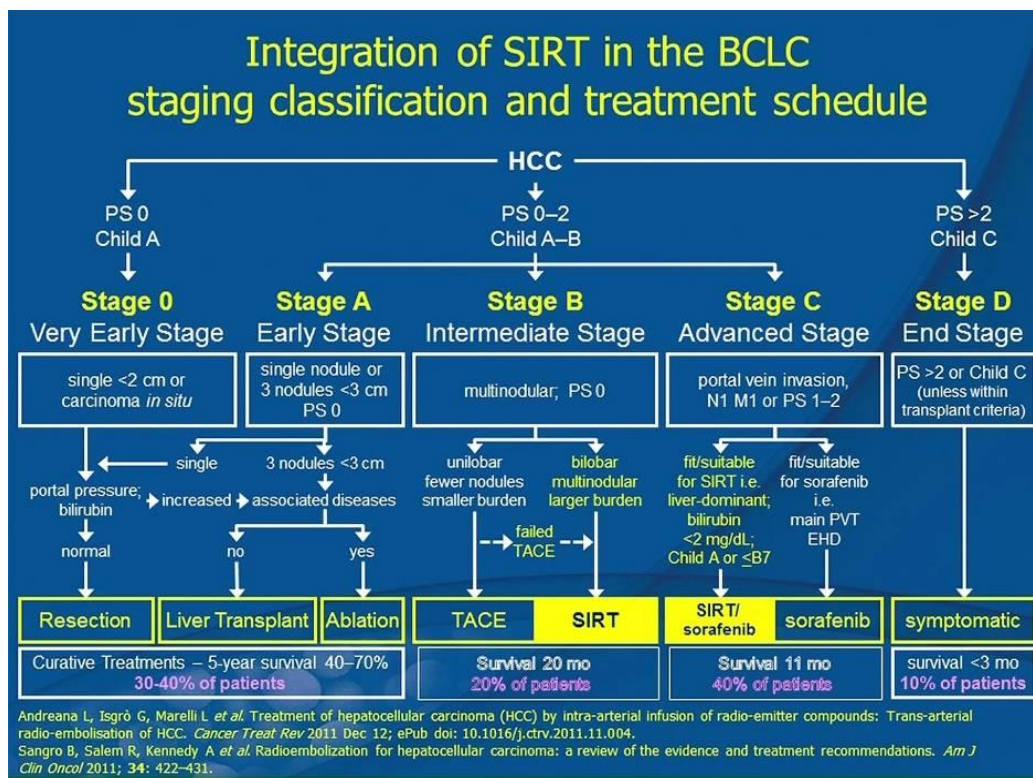 Integration of SIRT in the BCLC
staging classification and treatment schedule
HCC
PS 0
Child A
PS 0–2
Child A–B
PS >2
Child C
Stage 0
Very Early Stage
Stage A
Early Stage
Stage B
Intermediate Stage
Stage C
Advanced Stage
Stage D
End Stage
single <2 cm or
carcinoma in situ
single nodule or
3 nodules <3 cm
PS 0
multinodular; PS 0
portal vein invasion,
N1 M1 or PS 1–2
PS >2 or Child C
(unless within
transplant criteria)
single
3 nodules <3 cm
portal pressure;
bilirubin
increased
associated diseases
normal
no
yes
unilobar
fewer nodules
smaller burden
bilobar
multinodular
larger burden
failed
TACE
fit/suitable
for SIRT i.e.
liver-dominant;
bilirubin
<2 mg/dL;
Child A or ≤B7
fit/suitable
for sorafenib
i.e.
main PVT
EHD
Resection
Liver Transplant
Ablation
TACE
SIRT
SIRT/
sorafenib
sorafenib
symptomatic
Curative Treatments – 5-year survival 40–70%
30-40% of patients
Survival 20 mo
20% of patients
Survival 11 mo
40% of patients
survival <3 mo
10% of patients
Andreana L, Isgrò G, Marelli L et al. Treatment of hepatocellular carcinoma (HCC) by intra-arterial infusion of radio-emitter compounds: Trans-arterial
radio-embolisation of HCC. Cancer Treat Rev 2011 Dec 12; ePub doi: 10.1016/j.ctrv.2011.11.004.
Sangro B, Salem R, Kennedy A et al. Radioembolization for hepatocellular carcinoma: a review of the evidence and treatment recommendations. Am J
Clin Oncol 2011; 34: 422–431.